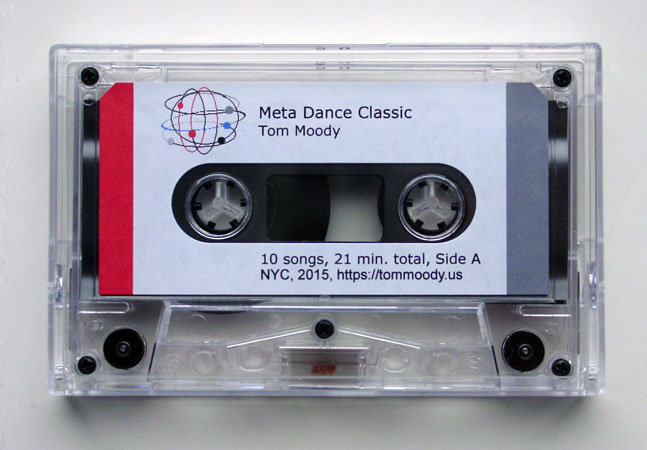 Meta Dance Classic
Tom Moody
10 songs, 21 min. total, Side A
NYC, 2015, https://tommoody.us